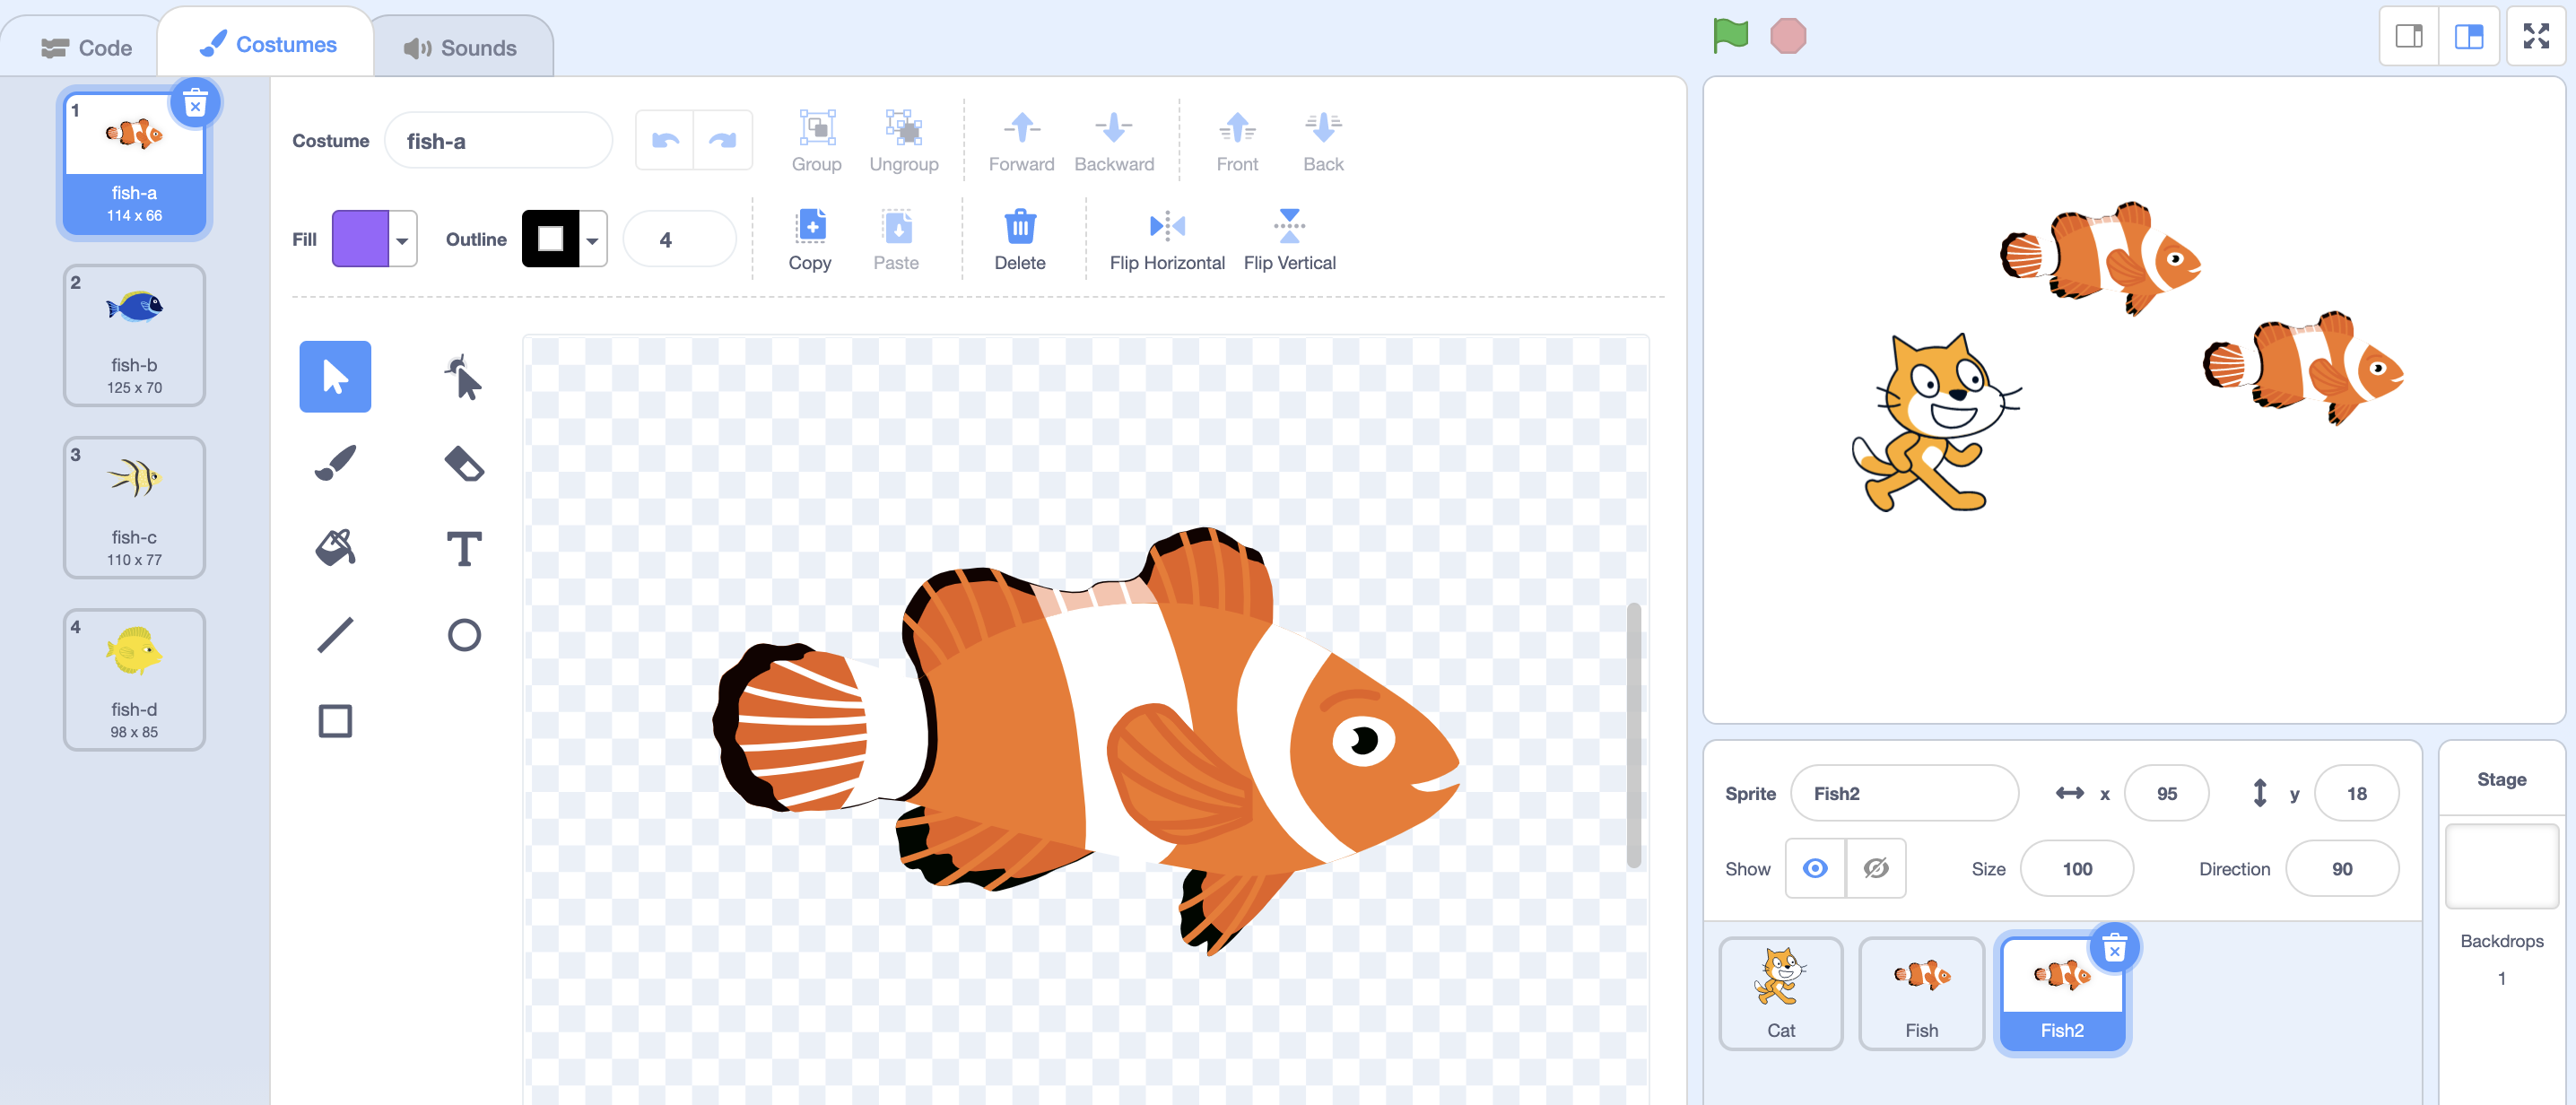 Code
Costumes
Sounds
1
fish-a
114 x 66
2
fish-b
125 x 70
3
fish-c
110 x 77
4
fish-d
98 x 85
Costume
fish-a
Group
Ungroup
Forward
Backward
Front
Back
Fill
Outline
4
Copy
Paste
Delete
Flip Horizontal
Flip Vertical
T
Sprite
Fish2
x
95
y
18
Show
Size
100
Direction
90
Cat
Fish
Fish2
Stage
Backdrops
1